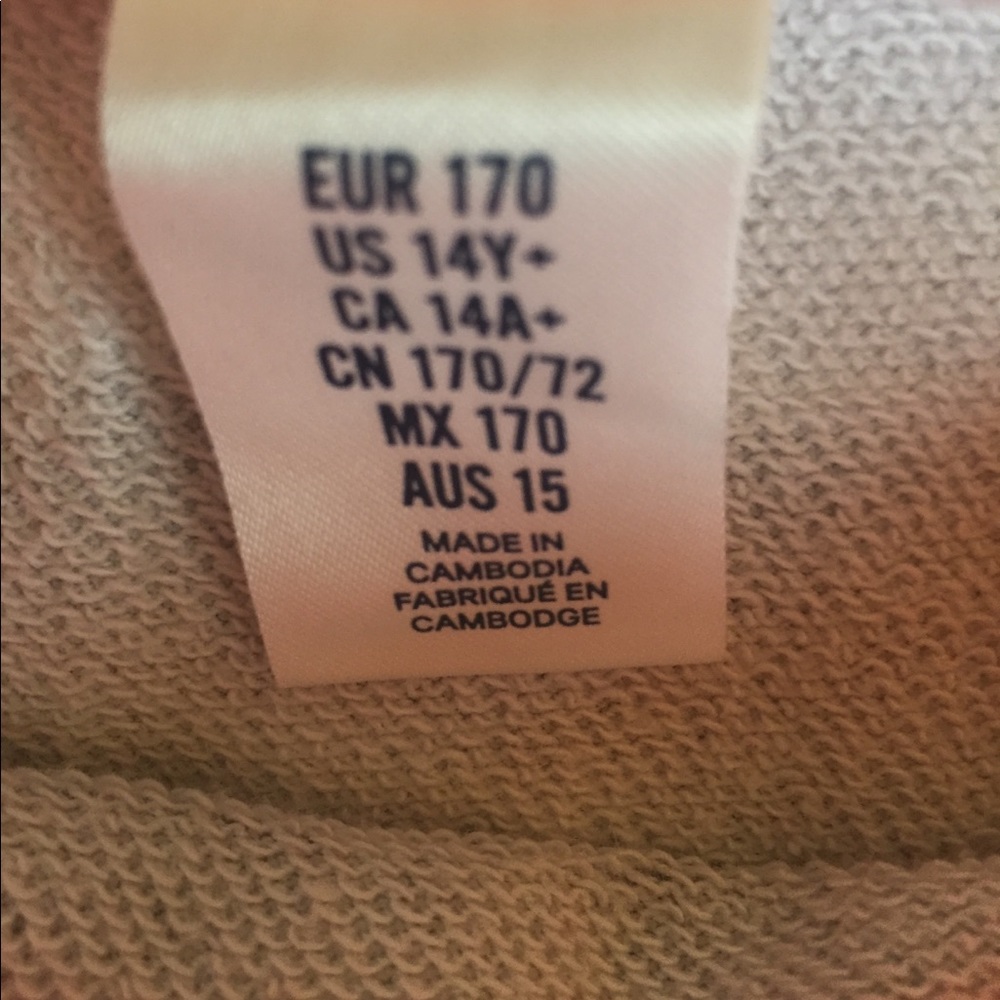 EUR 170
US 14Y+
CA 14A+
CN 170/72
MX 170
AUS 15
MADE IN
CAMBODIA
FABRIQUÉ EN
CAMBODGE